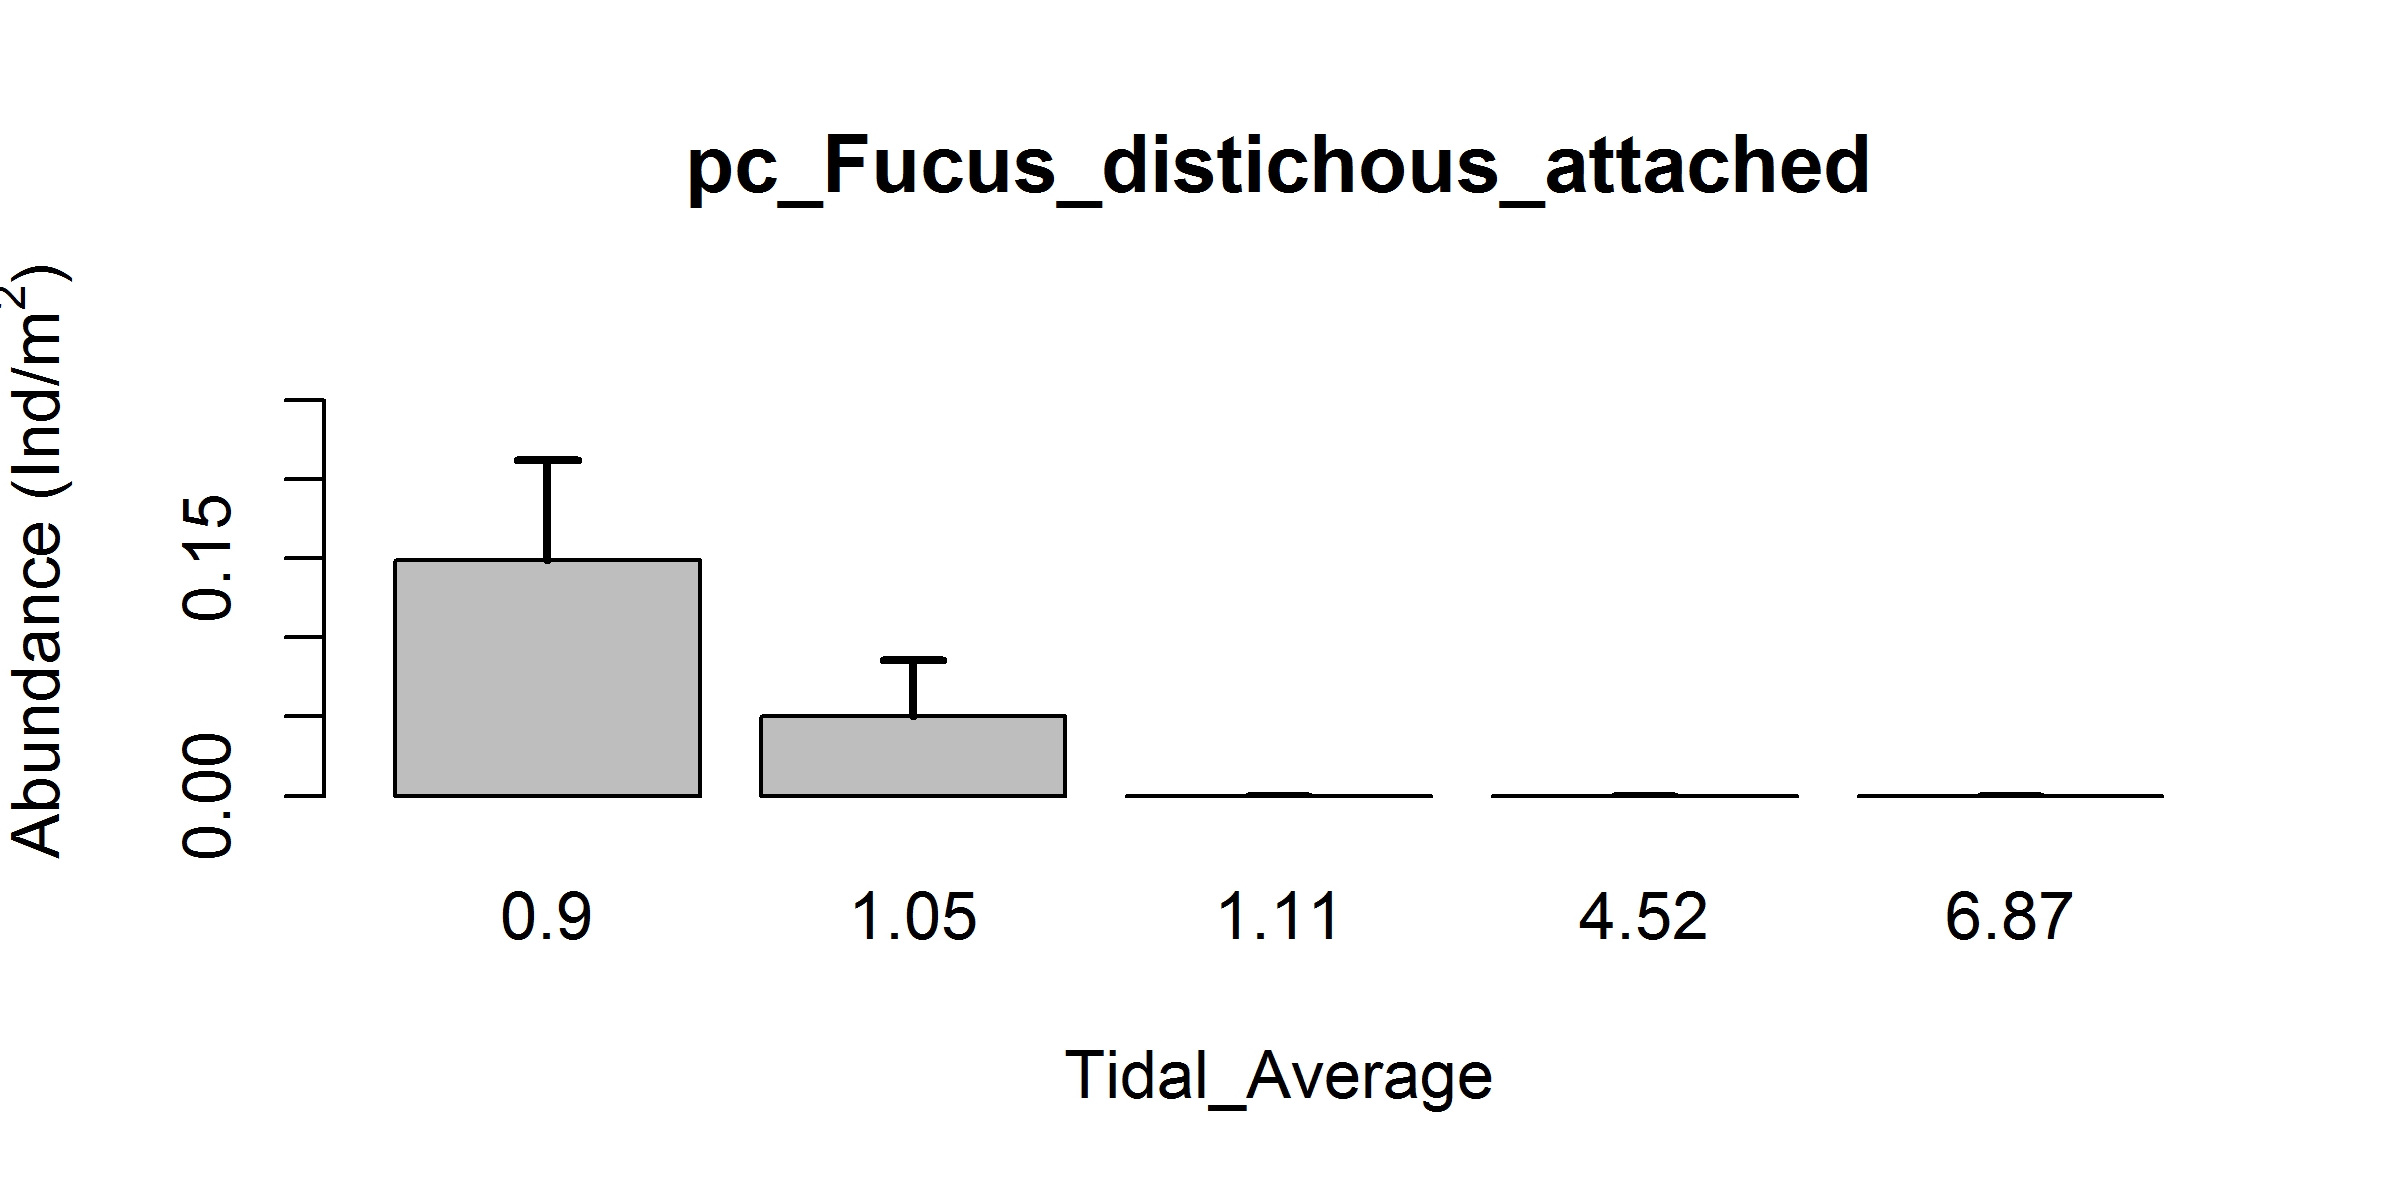 pc_Fucus_distichous_attached
Abundance (Ind/m²)
0.15
0.00
0.9 1.05 1.11 4.52 6.87
Tidal_Average